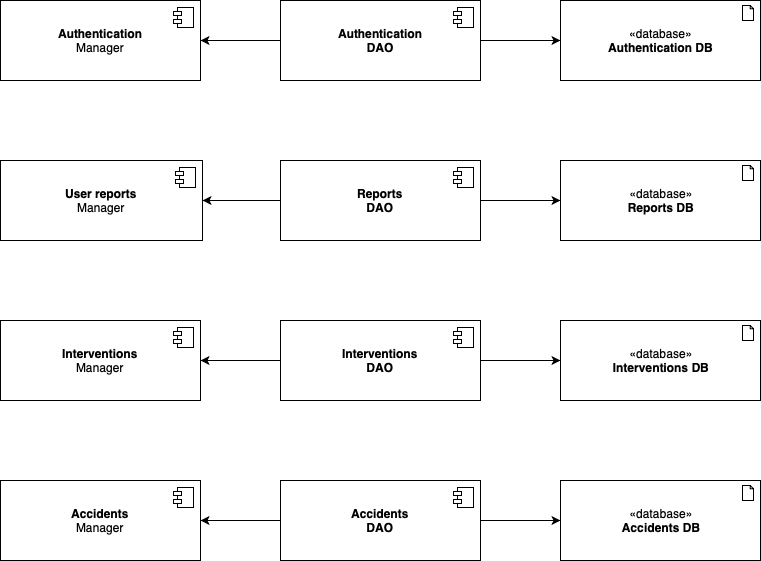 Authentication
Manager
Authentication
DAO
«database»
Authentication DB
User reports
Manager
Reports
DAO
«database»
Reports DB
Interventions
Manager
Interventions
DAO
«database»
Interventions DB
Accidents
Manager
Accidents
DAO
«database»
Accidents DB